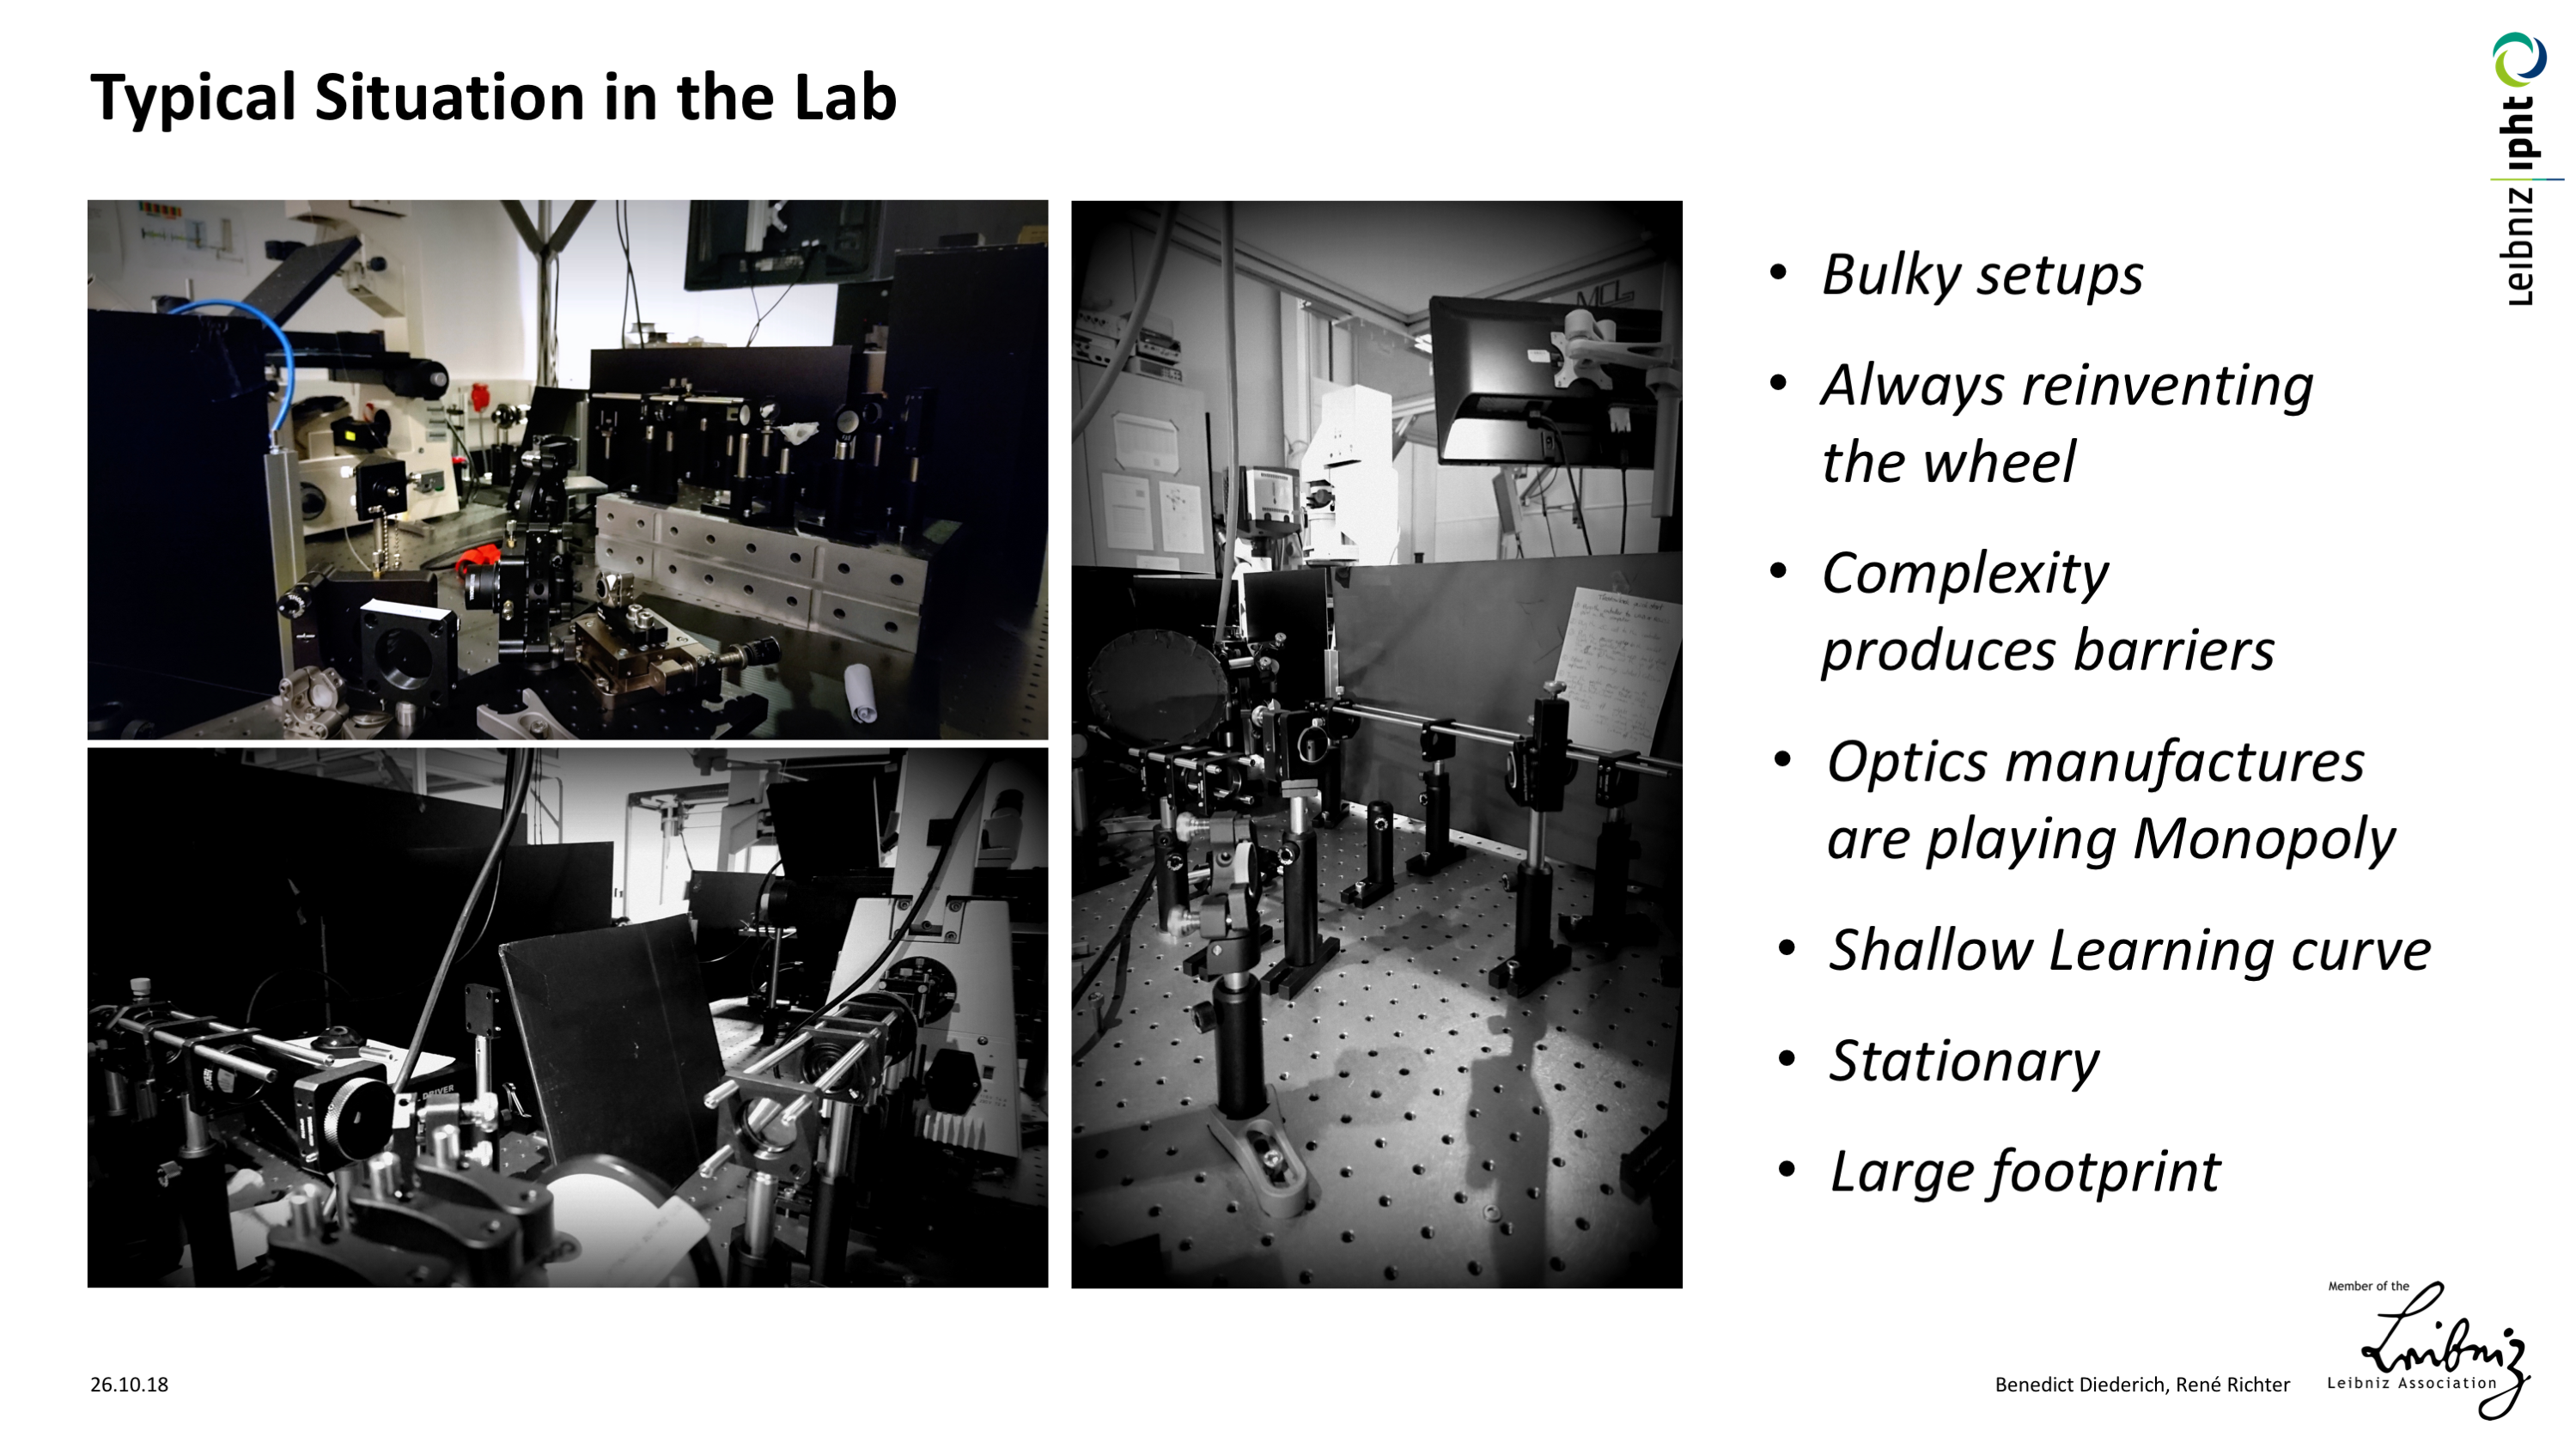 Typical Situation in the Lab
Leibniz ipht
MCL
DRIVER
• Bulky setups
• Always reinventing
the wheel
• Complexity
produces barriers
• Optics manufactures
are playing Monopoly
• Shallow Learning curve
• Stationary
• Large footprint
26.10.18
Benedict Diederich, René Richter
Member of the
Leibniz
Leibniz Association